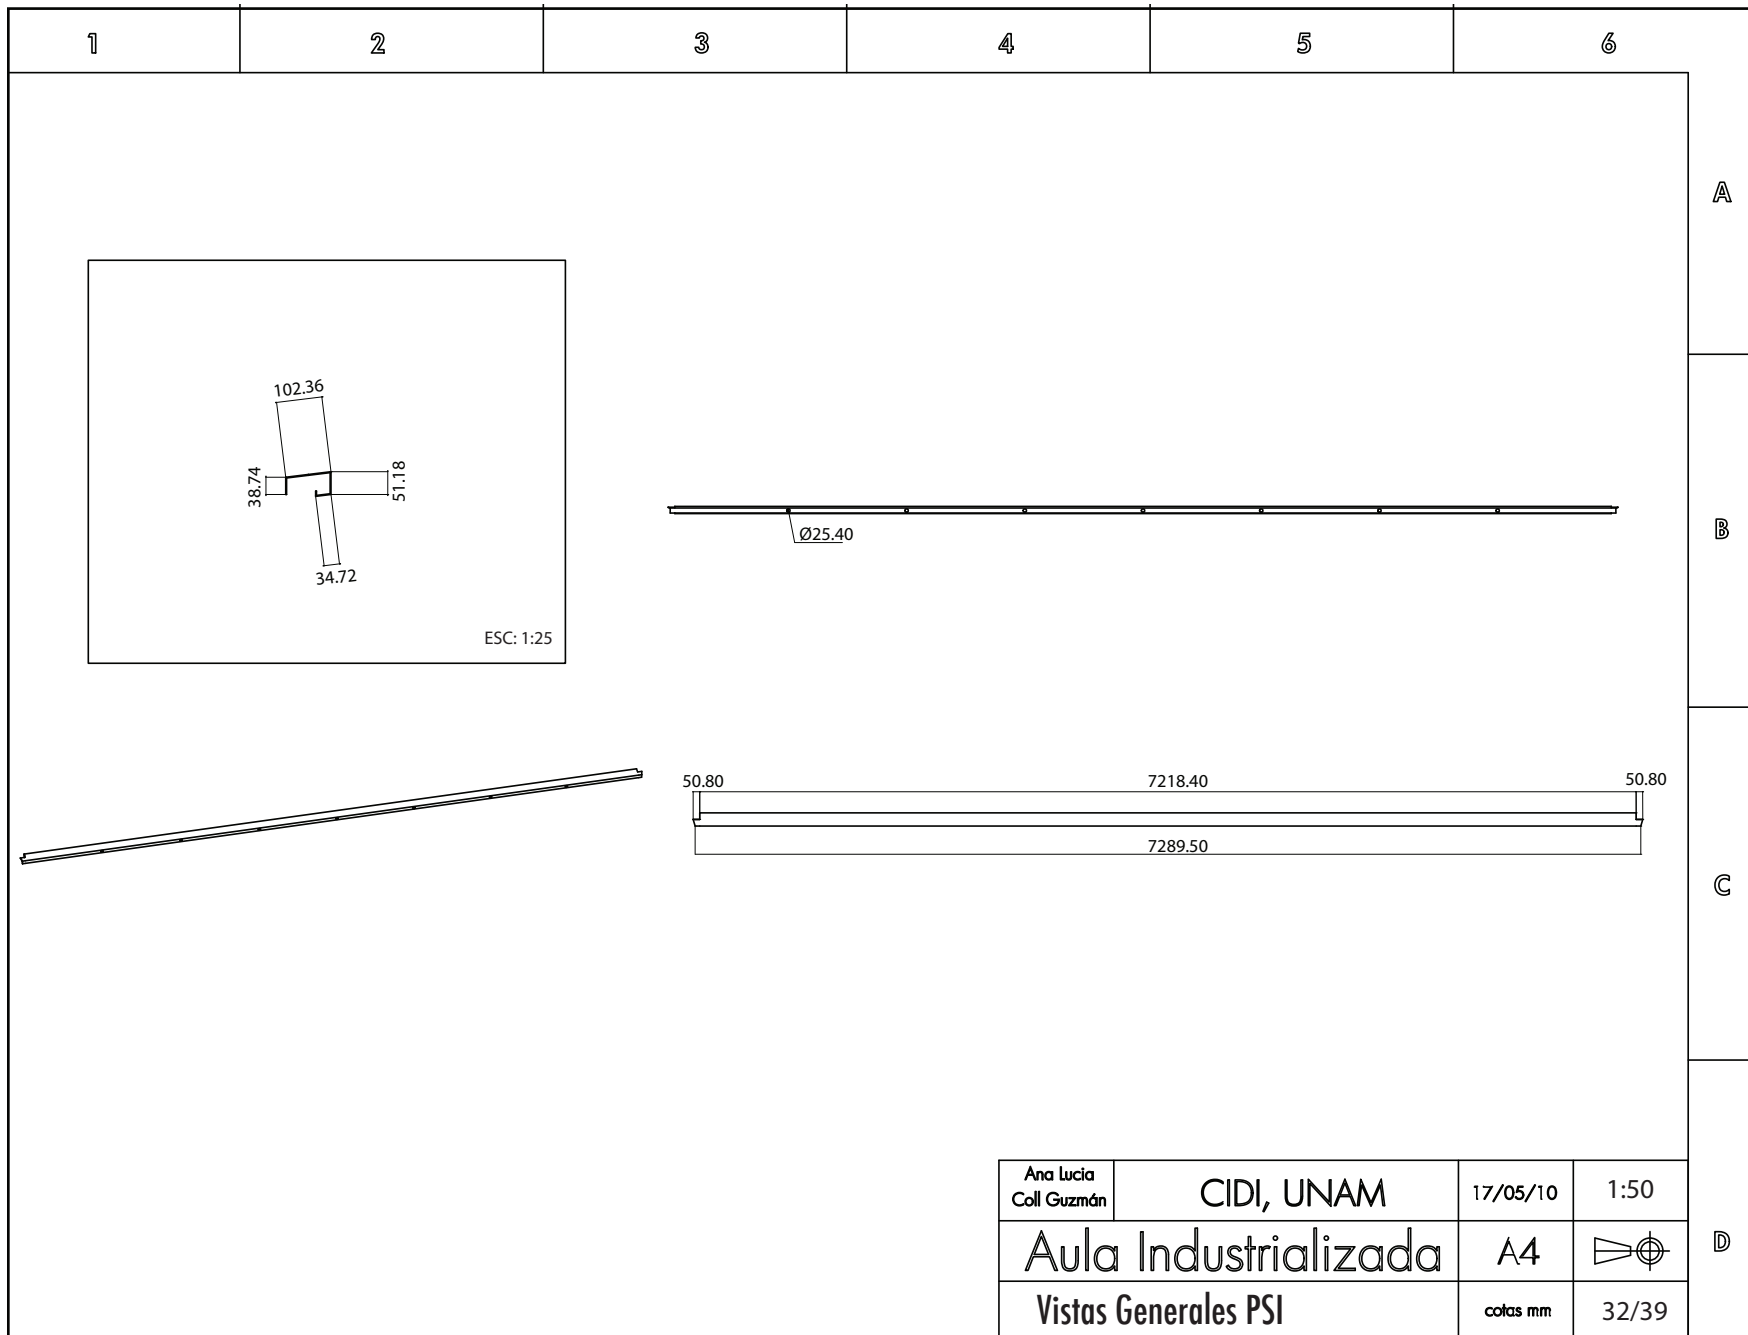 1 2 3 4 5 6
A
102.36
38.74
51.18
34.72
ESC: 1:25
Ø25.40
B
50.80 7218.40 50.80
7289.50
C
Ana Lucia
Coll Guzmán
CIDI, UNAM
17/05/10
1:50
Aula Industrializada
A4
D
Vistas Generales PSI
cotas mm
32/39